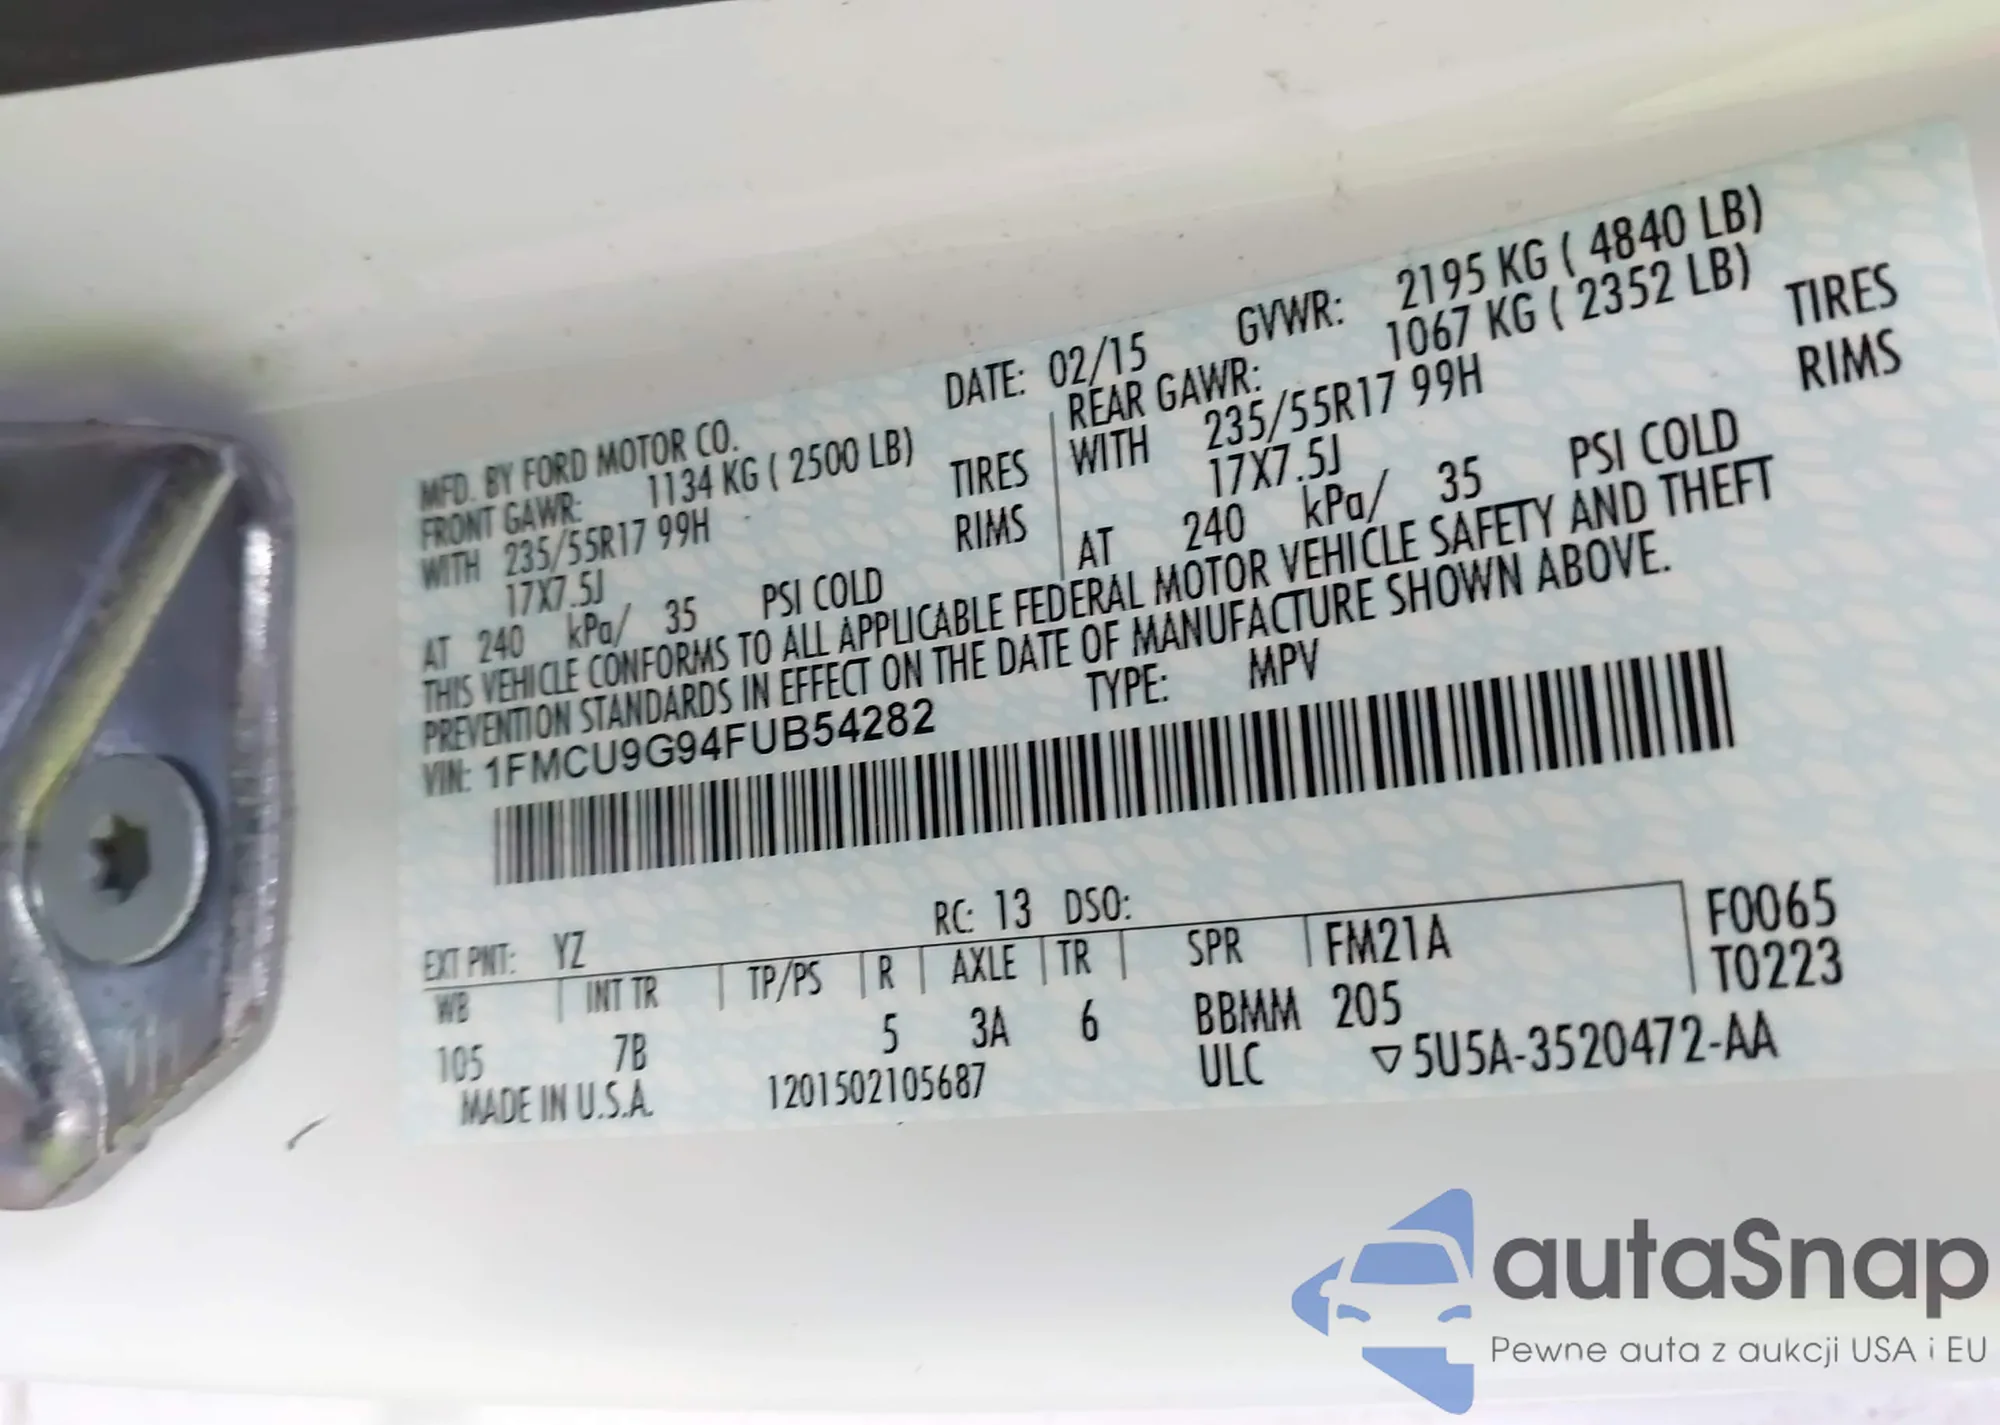 MFD. BY FORD MOTOR CO. DATE: 02/15 GVWR: 2195 KG ( 4840 LB)
FRONT GAWR: 1134 KG ( 2500 LB) REAR GAWR: 1067 KG ( 2352 LB)
WITH 235/55R17 99H TIRES WITH 235/55R17 99H TIRES
17X7.5J RIMS 17X7.5J RIMS
AT 240 kPa/ 35 PSI COLD AT 240 kPa/ 35 PSI COLD
THIS VEHICLE CONFORMS TO ALL APPLICABLE FEDERAL MOTOR VEHICLE SAFETY AND THEFT
PREVENTION STANDARDS IN EFFECT ON THE DATE OF MANUFACTURE SHOWN ABOVE.
VIN: 1FMCU9G94FUB54282 TYPE: MPV
EXT PNT: YZ RC: 13 DSO: F0065
WB INT TR TP/PS R AXLE TR SPR FM21A T0223
105 7B 5 3A 6 BBMM 205
MADE IN U.S.A. 1201502105687 ULC ▽5U5A-3520472-AA
autaSnap
Pewne auta z aukcji USA i EU